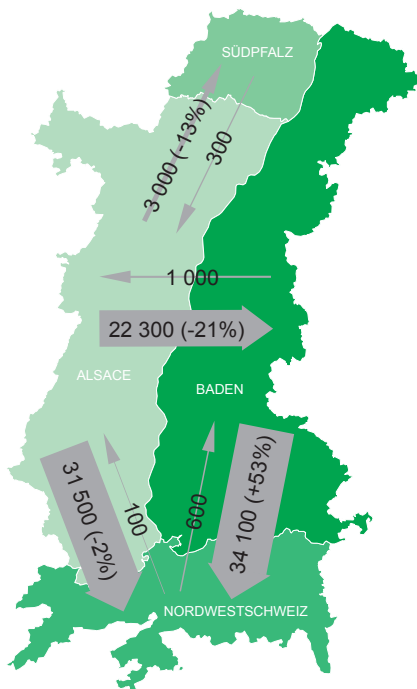 SÜDPFALZ
3 000 (-13%)
300
1 000
22 300 (-21%)
ALSACE
BADEN
31 500 (-2%)
100
600
34 100 (+53%)
NORDWESTSCHWEIZ